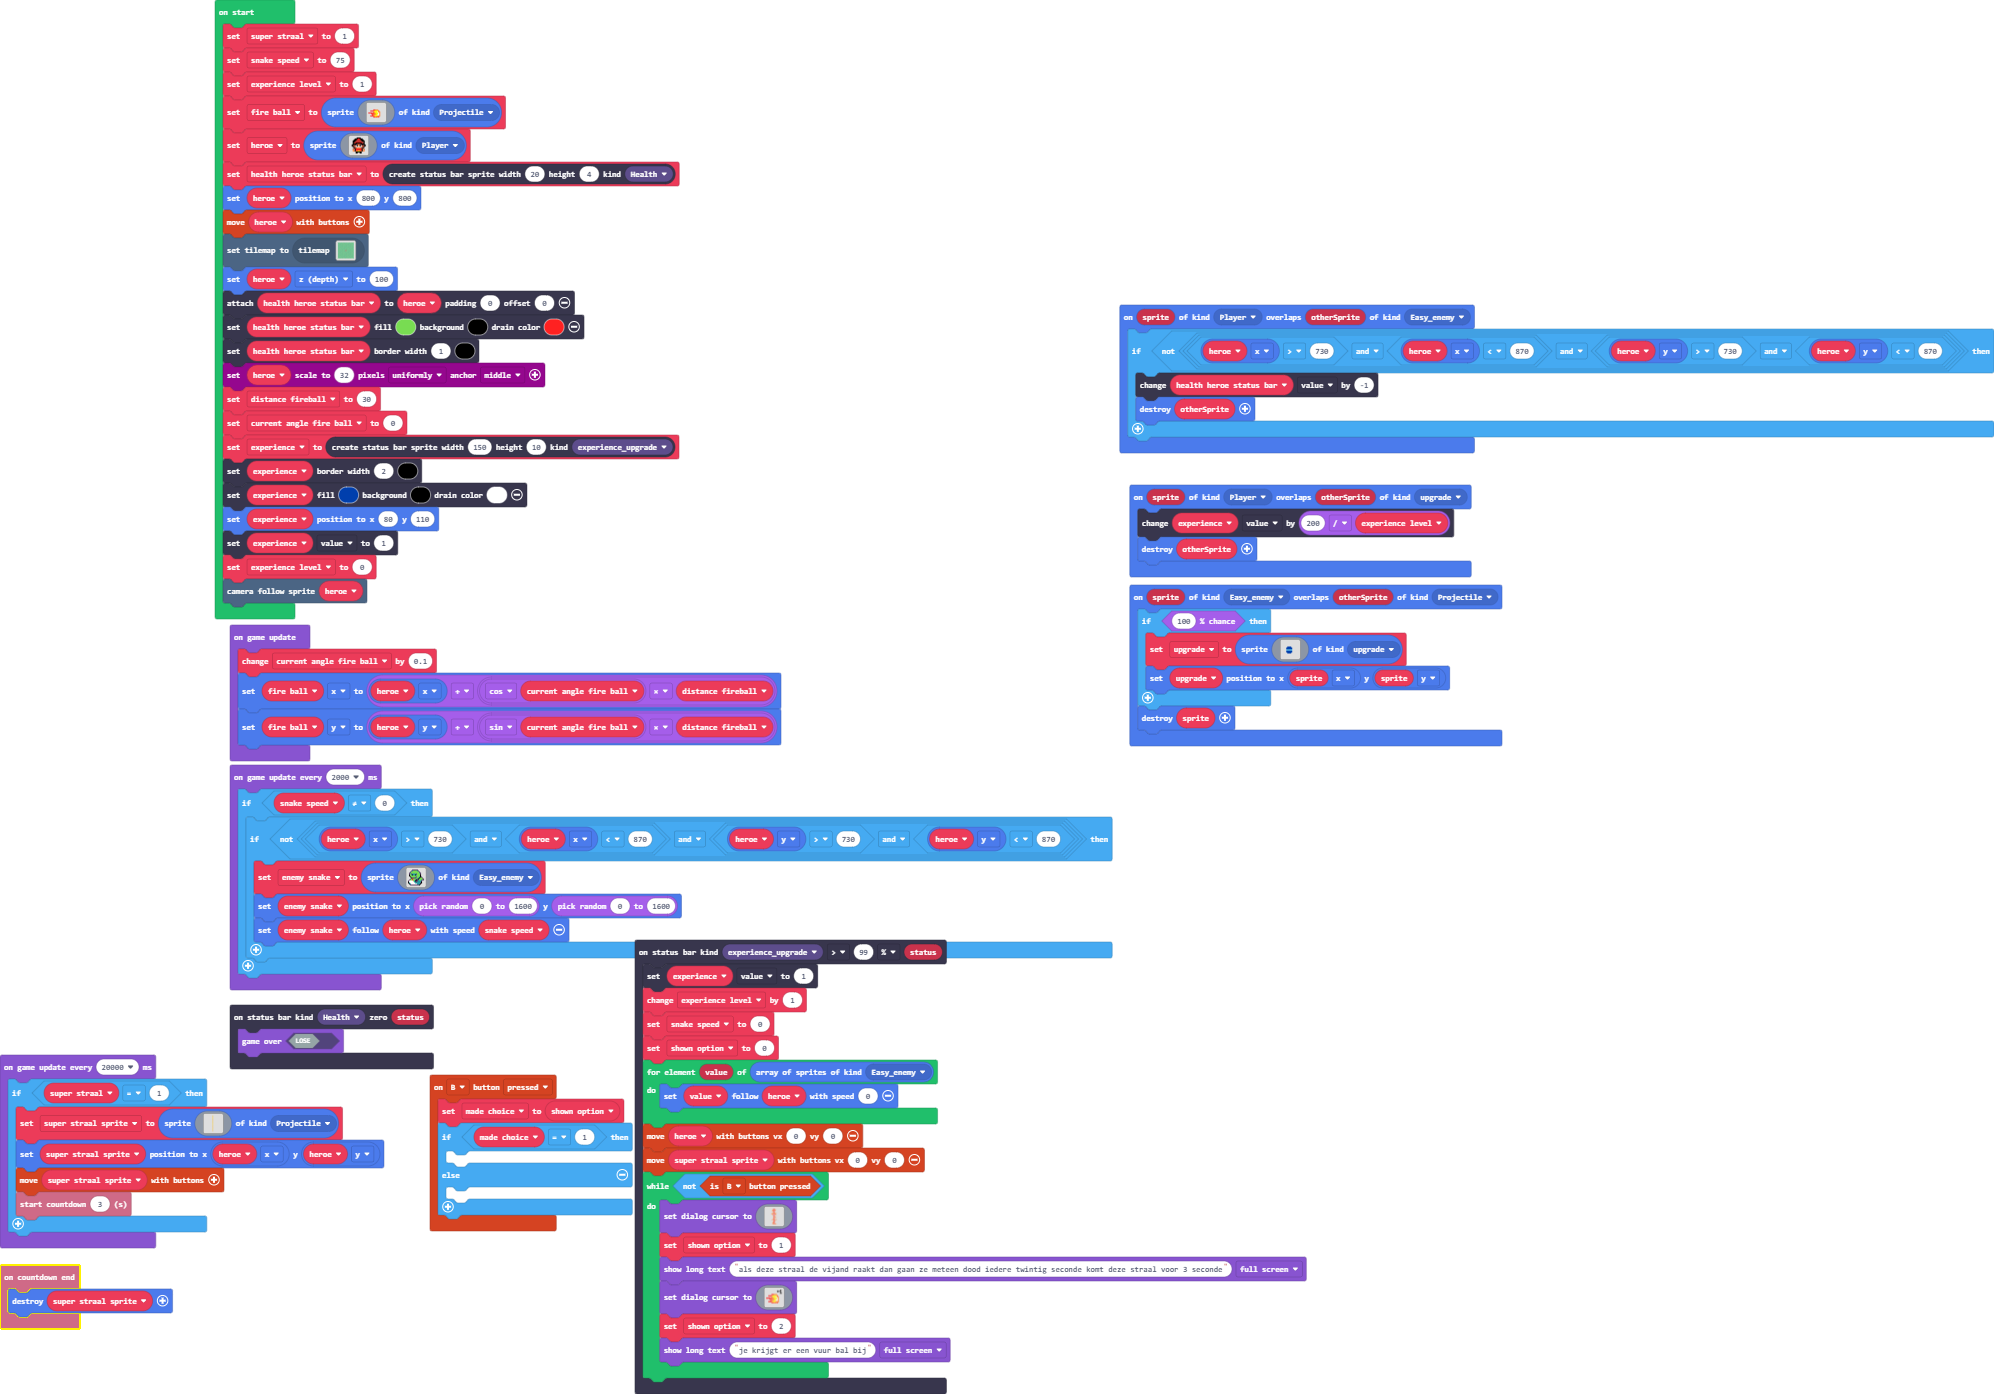 on start
set super straal to 1
set snake speed to 75
set experience level to 1
set fire ball to sprite of kind Projectile
set heroe to sprite of kind Player
set health heroe status bar to create status bar sprite width 20 height 4 kind Health
set heroe position to x 800 y 800
move heroe with buttons
set tilemap to tilemap
set heroe z (depth) to 100
attach health heroe status bar to heroe padding 0 offset 0
set health heroe status bar fill background drain color
set health heroe status bar border width 1
set heroe scale to 32 pixels uniformly anchor middle
set distance fireball to 30
set current angle fire ball to 0
set experience to create status bar sprite width 150 height 10 kind experience_upgrade
set experience border width 2
set experience fill background drain color
set experience position to x 80 y 110
set experience value to 1
set experience level to 0
camera follow sprite heroe
on game update
change current angle fire ball by 0.1
set fire ball x to heroe x + cos current angle fire ball × distance fireball
set fire ball y to heroe y + sin current angle fire ball × distance fireball
on game update every 2000 ms
if snake speed ≠ 0 then
if not heroe x > 730 and heroe x < 870 and heroe y > 730 and heroe y < 870 then
set enemy snake to sprite of kind Easy_enemy
set enemy snake position to x pick random 0 to 1600 y pick random 0 to 1600
set enemy snake follow heroe with speed snake speed
on status bar kind Health zero status
game over LOSE
on game update every 20000 ms
if super straal = 1 then
set super straal sprite to sprite of kind Projectile
set super straal sprite position to x heroe x y heroe y
move super straal sprite with buttons
start countdown 3 (s)
on countdown end
destroy super straal sprite
on B button pressed
set made choice to shown option
if made choice = 1 then
else
on status bar kind experience_upgrade > 99 % status
set experience value to 1
change experience level by 1
set snake speed to 0
set shown option to 0
for element value of array of sprites of kind Easy_enemy
do set value follow heroe with speed 0
move heroe with buttons vx 0 vy 0
move super straal sprite with buttons vx 0 vy 0
while not is B button pressed
do set dialog cursor to
set shown option to 1
show long text "als deze straal de vijand raakt dan gaan ze meteen dood iedere twintig seconde komt deze straal voor 3 seconde" full screen
set dialog cursor to
set shown option to 2
show long text "je krijgt er een vuur bal bij" full screen
on sprite of kind Player overlaps otherSprite of kind Easy_enemy
if not heroe x > 730 and heroe x < 870 and heroe y > 730 and heroe y < 870 then
change health heroe status bar value by -1
destroy otherSprite
on sprite of kind Player overlaps otherSprite of kind upgrade
change experience value by 200 / experience level
destroy otherSprite
on sprite of kind Easy_enemy overlaps otherSprite of kind Projectile
if 100 % chance then
set upgrade to sprite of kind upgrade
set upgrade position to x sprite x y sprite y
destroy sprite